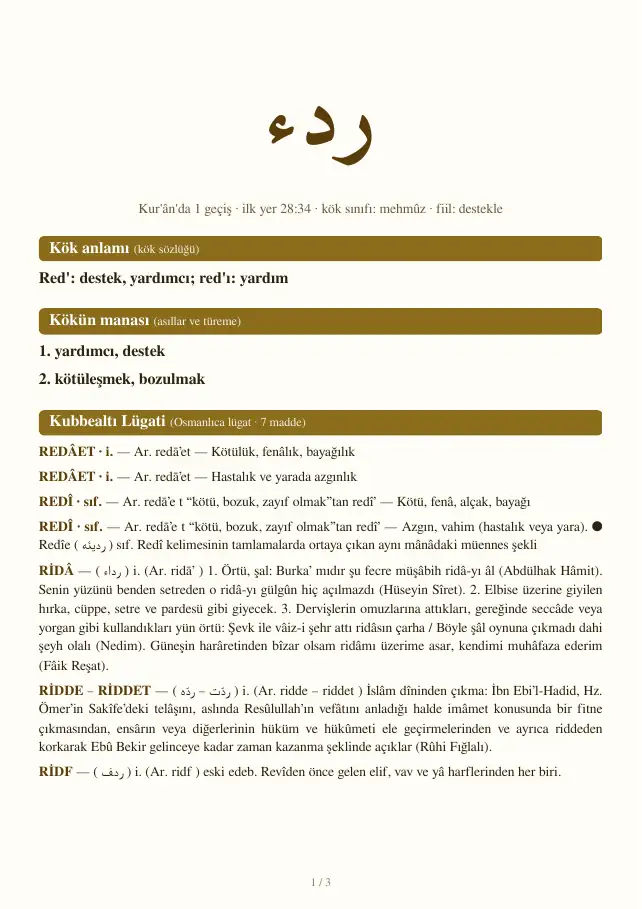 ردء
Kur'ân'da 1 geçiş · ilk yer 28:34 · kök sınıfı: mehmûz · fiil: destekle
Kök anlamı (kök sözlüğü)
Red': destek, yardımcı; red'ı: yardım
Kökün manası (asıllar ve türeme)
1. yardımcı, destek
2. kötüleşmek, bozulmak
Kubbealtı Lügati (Osmanlıca lügat · 7 madde)
REDÂET · i. — Ar. redā’et — Kötülük, fenâlık, bayağılık
REDÂET · i. — Ar. redā’et — Hastalık ve yarada azgınlık
REDÎ · sıf. — Ar. redā’e t “kötü, bozuk, zayıf olmak”tan redī’ — Kötü, fenâ, alçak, bayağı
REDÎ · sıf. — Ar. redā’e t “kötü, bozuk, zayıf olmak”tan redī’ — Azgın, vahim (hastalık veya yara). ●
Redîe ( رديئه ) sıf. Redî kelimesinin tamlamalarda ortaya çıkan aynı mânâdaki müennes şekli
RİDÂ — ( رداء ) i. (Ar. ridā’ ) 1. Örtü, şal: Burka’ mıdır şu fecre müşâbih ridâ-yı âl (Abdülhak Hâmit).
Senin yüzünü benden setreden o ridâ-yı gülgûn hiç açılmazdı (Hüseyin Sîret). 2. Elbise üzerine giyilen
hırka, cüppe, setre ve pardesü gibi giyecek. 3. Dervişlerin omuzlarına attıkları, gereğinde seccâde veya
yorgan gibi kullandıkları yün örtü: Şevk ile vâiz-i şehr attı ridâsın çarha / Böyle şâl oynuna çıkmadı dahi
şeyh olalı (Nedim). Güneşin harâretinden bîzar olsam ridâmı üzerime asar, kendimi muhâfaza ederim
(Fâik Reşat).
RİDDE – RİDDET — ( ردّه – ردّت ) i. (Ar. ridde – riddet ) İslâm dîninden çıkma: İbn Ebi’l-Hadid, Hz.
Ömer’in Sakîfe’deki telâşını, aslında Resûlullah’ın vefâtını anladığı halde imâmet konusunda bir fitne
çıkmasından, ensârın veya diğerlerinin hüküm ve hükûmeti ele geçirmelerinden ve ayrıca riddeden
korkarak Ebû Bekir gelinceye kadar zaman kazanma şeklinde açıklar (Rûhi Fığlalı).
RİDF — ( ردف ) i. (Ar. ridf ) eski edeb. Revîden önce gelen elif, vav ve yâ harflerinden her biri.
1 / 3